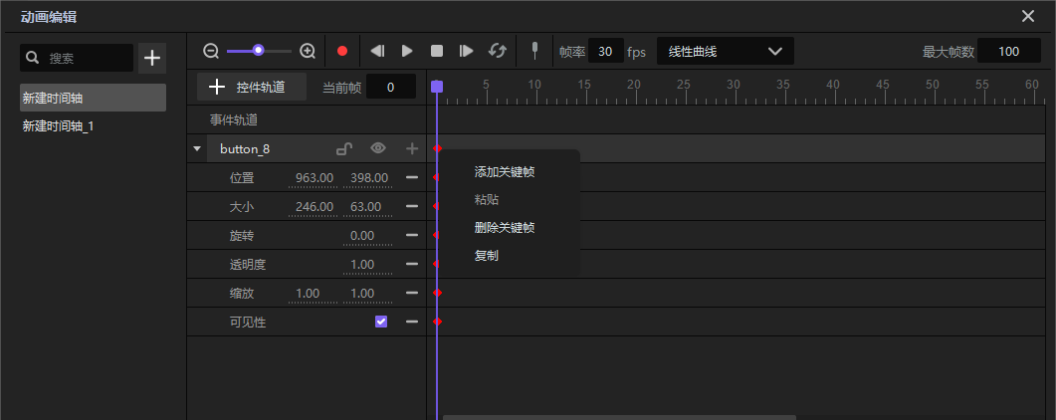 动画编辑
搜索
帧率 30 fps 线性曲线 最大帧数 100
控件轨道 当前帧 0
5 10 15 20 25 30 35 40 45 50 55 60
新建时间轴
新建时间轴_1
事件轨道
button_8
位置 963.00 398.00
大小 246.00 63.00
旋转 0.00
透明度 1.00
缩放 1.00 1.00
可见性
添加关键帧
粘贴
删除关键帧
复制